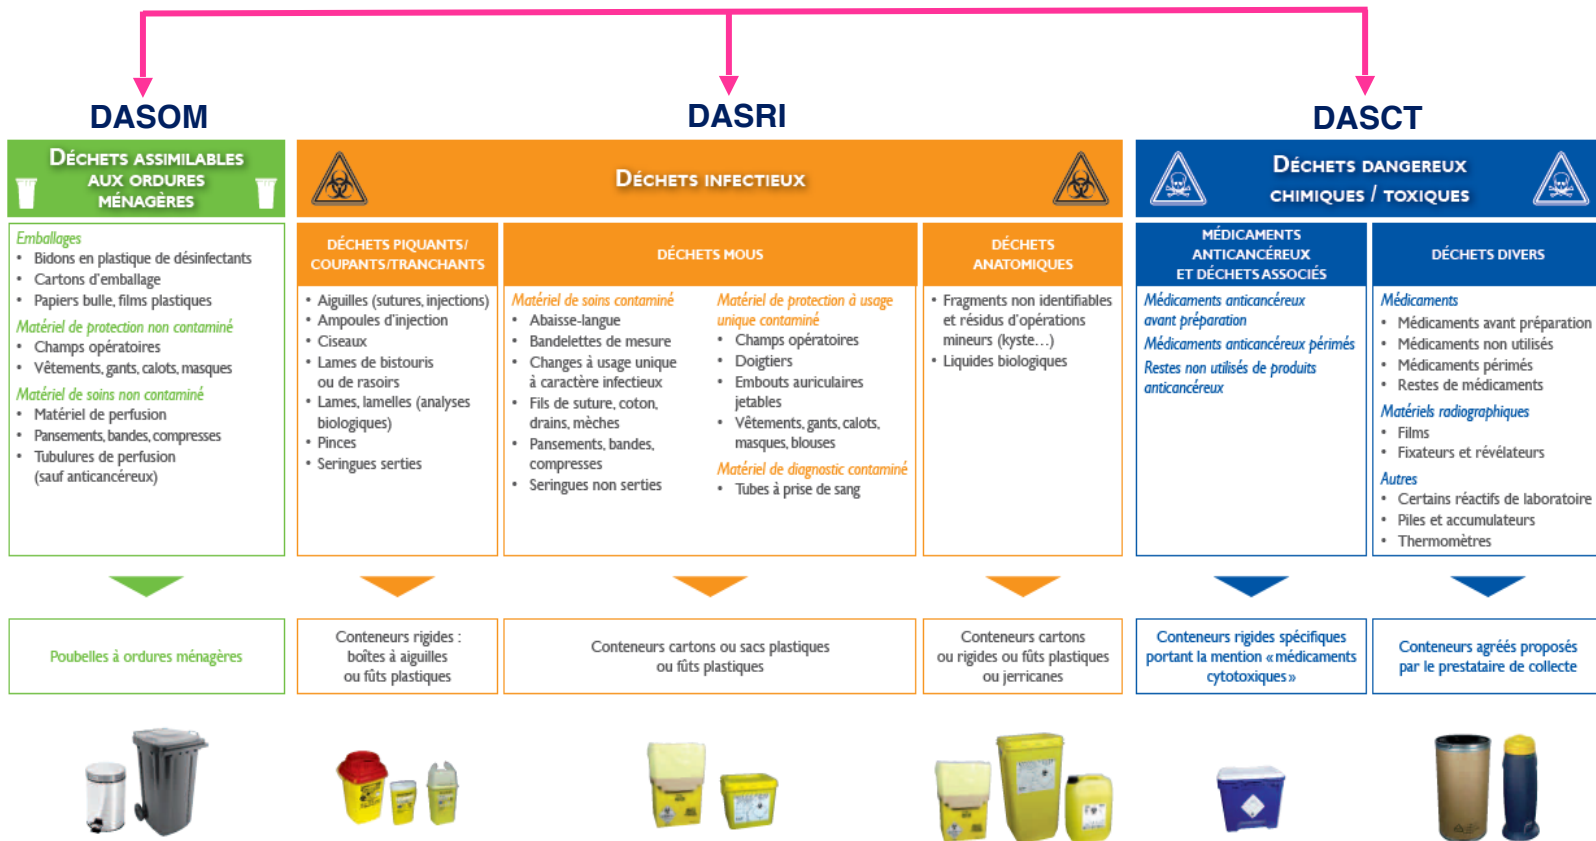 DASOM
DASRI
DASCT
DÉCHETS ASSIMILABLES
AUX ORDURES
MÉNAGÈRES
DÉCHETS INFECTIEUX
DÉCHETS DANGEREUX
CHIMIQUES / TOXIQUES
Emballages
• Bidons en plastique de désinfectants
• Cartons d'emballage
• Papiers bulle, films plastiques
Matériel de protection non contaminé
• Champs opératoires
• Vêtements, gants, calots, masques
Matériel de soins non contaminé
• Matériel de perfusion
• Pansements, bandes, compresses
• Tubulures de perfusion
(sauf anticancéreux)
DÉCHETS PIQUANTS/
COUPANTS/TRANCHANTS
• Aiguilles (sutures, injections)
• Ampoules d'injection
• Ciseaux
• Lames de bistouris
ou de rasoirs
• Lames, lamelles (analyses
biologiques)
• Pinces
• Seringues serties
DÉCHETS MOUS
Matériel de soins contaminé
• Abaisse-langue
• Bandelettes de mesure
• Changes à usage unique
à caractère infectieux
• Fils de suture, coton,
drains, mèches
• Pansements, bandes,
compresses
• Seringues non serties
Matériel de protection à usage
unique contaminé
• Champs opératoires
• Doigtiers
• Embouts auriculaires
jetables
• Vêtements, gants, calots,
masques, blouses
Matériel de diagnostic contaminé
• Tubes à prise de sang
DÉCHETS
ANATOMIQUES
• Fragments non identifiables
et résidus d'opérations
mineurs (kyste...)
• Liquides biologiques
MÉDICAMENTS
ANTICANCÉREUX
ET DÉCHETS ASSOCIÉS
Médicaments anticancéreux
avant préparation
Médicaments anticancéreux périmés
Restes non utilisés de produits
anticancéreux
DÉCHETS DIVERS
Médicaments
• Médicaments avant préparation
• Médicaments non utilisés
• Médicaments périmés
• Restes de médicaments
Matériels radiographiques
• Films
• Fixateurs et révélateurs
Autres
• Certains réactifs de laboratoire
• Piles et accumulateurs
• Thermomètres
Poubelles à ordures ménagères
Conteneurs rigides :
boîtes à aiguilles
ou fûts plastiques
Conteneurs cartons ou sacs plastiques
ou fûts plastiques
Conteneurs cartons
ou rigides ou fûts plastiques
ou jerricanes
Conteneurs rigides spécifiques
portant la mention « médicaments
cytotoxiques »
Conteneurs agréés proposés
par le prestataire de collecte